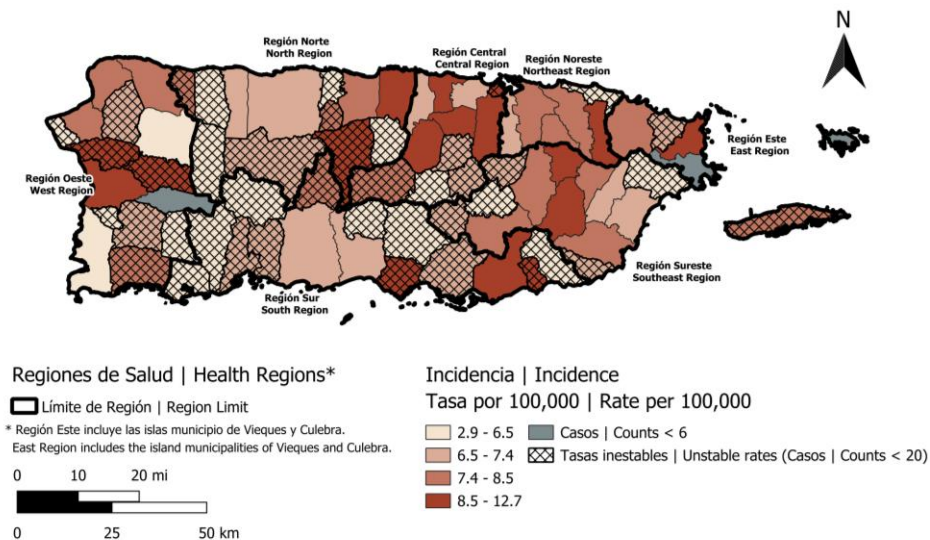 N
Región Norte
North Region
Región Central
Central Region
Región Noreste
Northeast Region
Región Este
East Region
Región Oeste
West Region
Región Sureste
Southeast Region
Región Sur
South Region
Regiones de Salud | Health Regions*
Límite de Región | Region Limit
* Región Este incluye las islas municipio de Vieques y Culebra.
East Region includes the island municipalities of Vieques and Culebra.
0 10 20 mi
0 25 50 km
Incidencia | Incidence
Tasa por 100,000 | Rate per 100,000
2.9 - 6.5
6.5 - 7.4
7.4 - 8.5
8.5 - 12.7
Casos | Counts < 6
Tasas inestables | Unstable rates (Casos | Counts < 20)